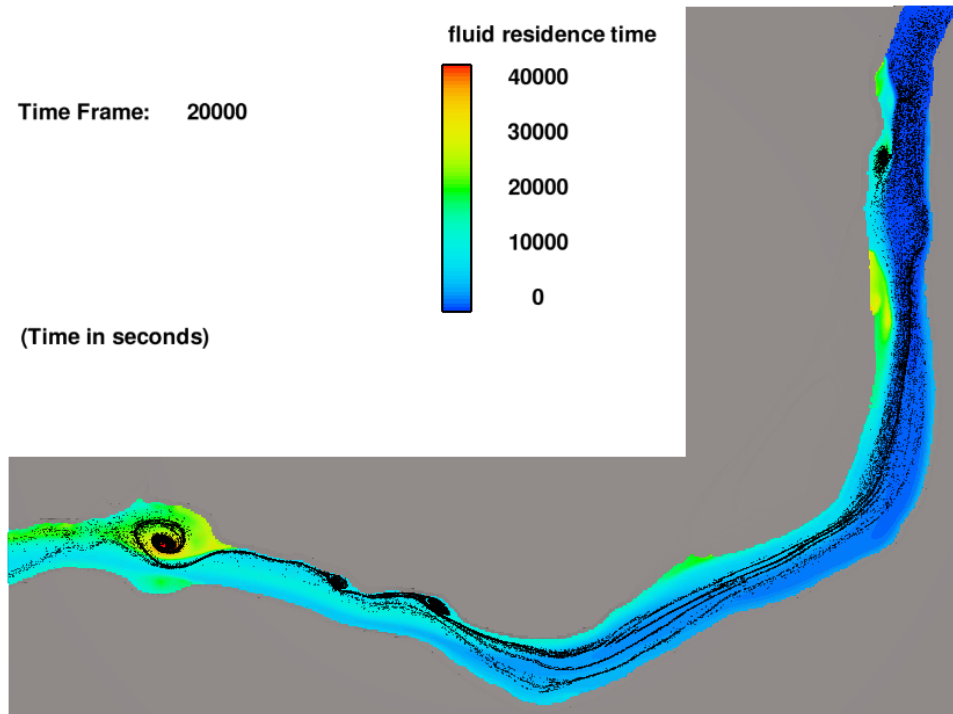 fluid residence time
40000
Time Frame: 20000
30000
20000
10000
0
(Time in seconds)